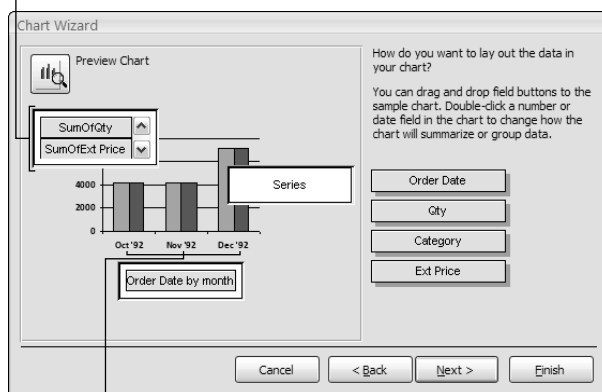 Chart Wizard
Preview Chart
SumOfQty
SumOfExt Price
4000
2000
0
Oct '92 Nov '92 Dec '92
Series
Order Date by month
How do you want to lay out the data in
your chart?
You can drag and drop field buttons to the
sample chart. Double-click a number or
date field in the chart to change how the
chart will summarize or group data.
Order Date
Qty
Category
Ext Price
Cancel
< Back
Next >
Finish